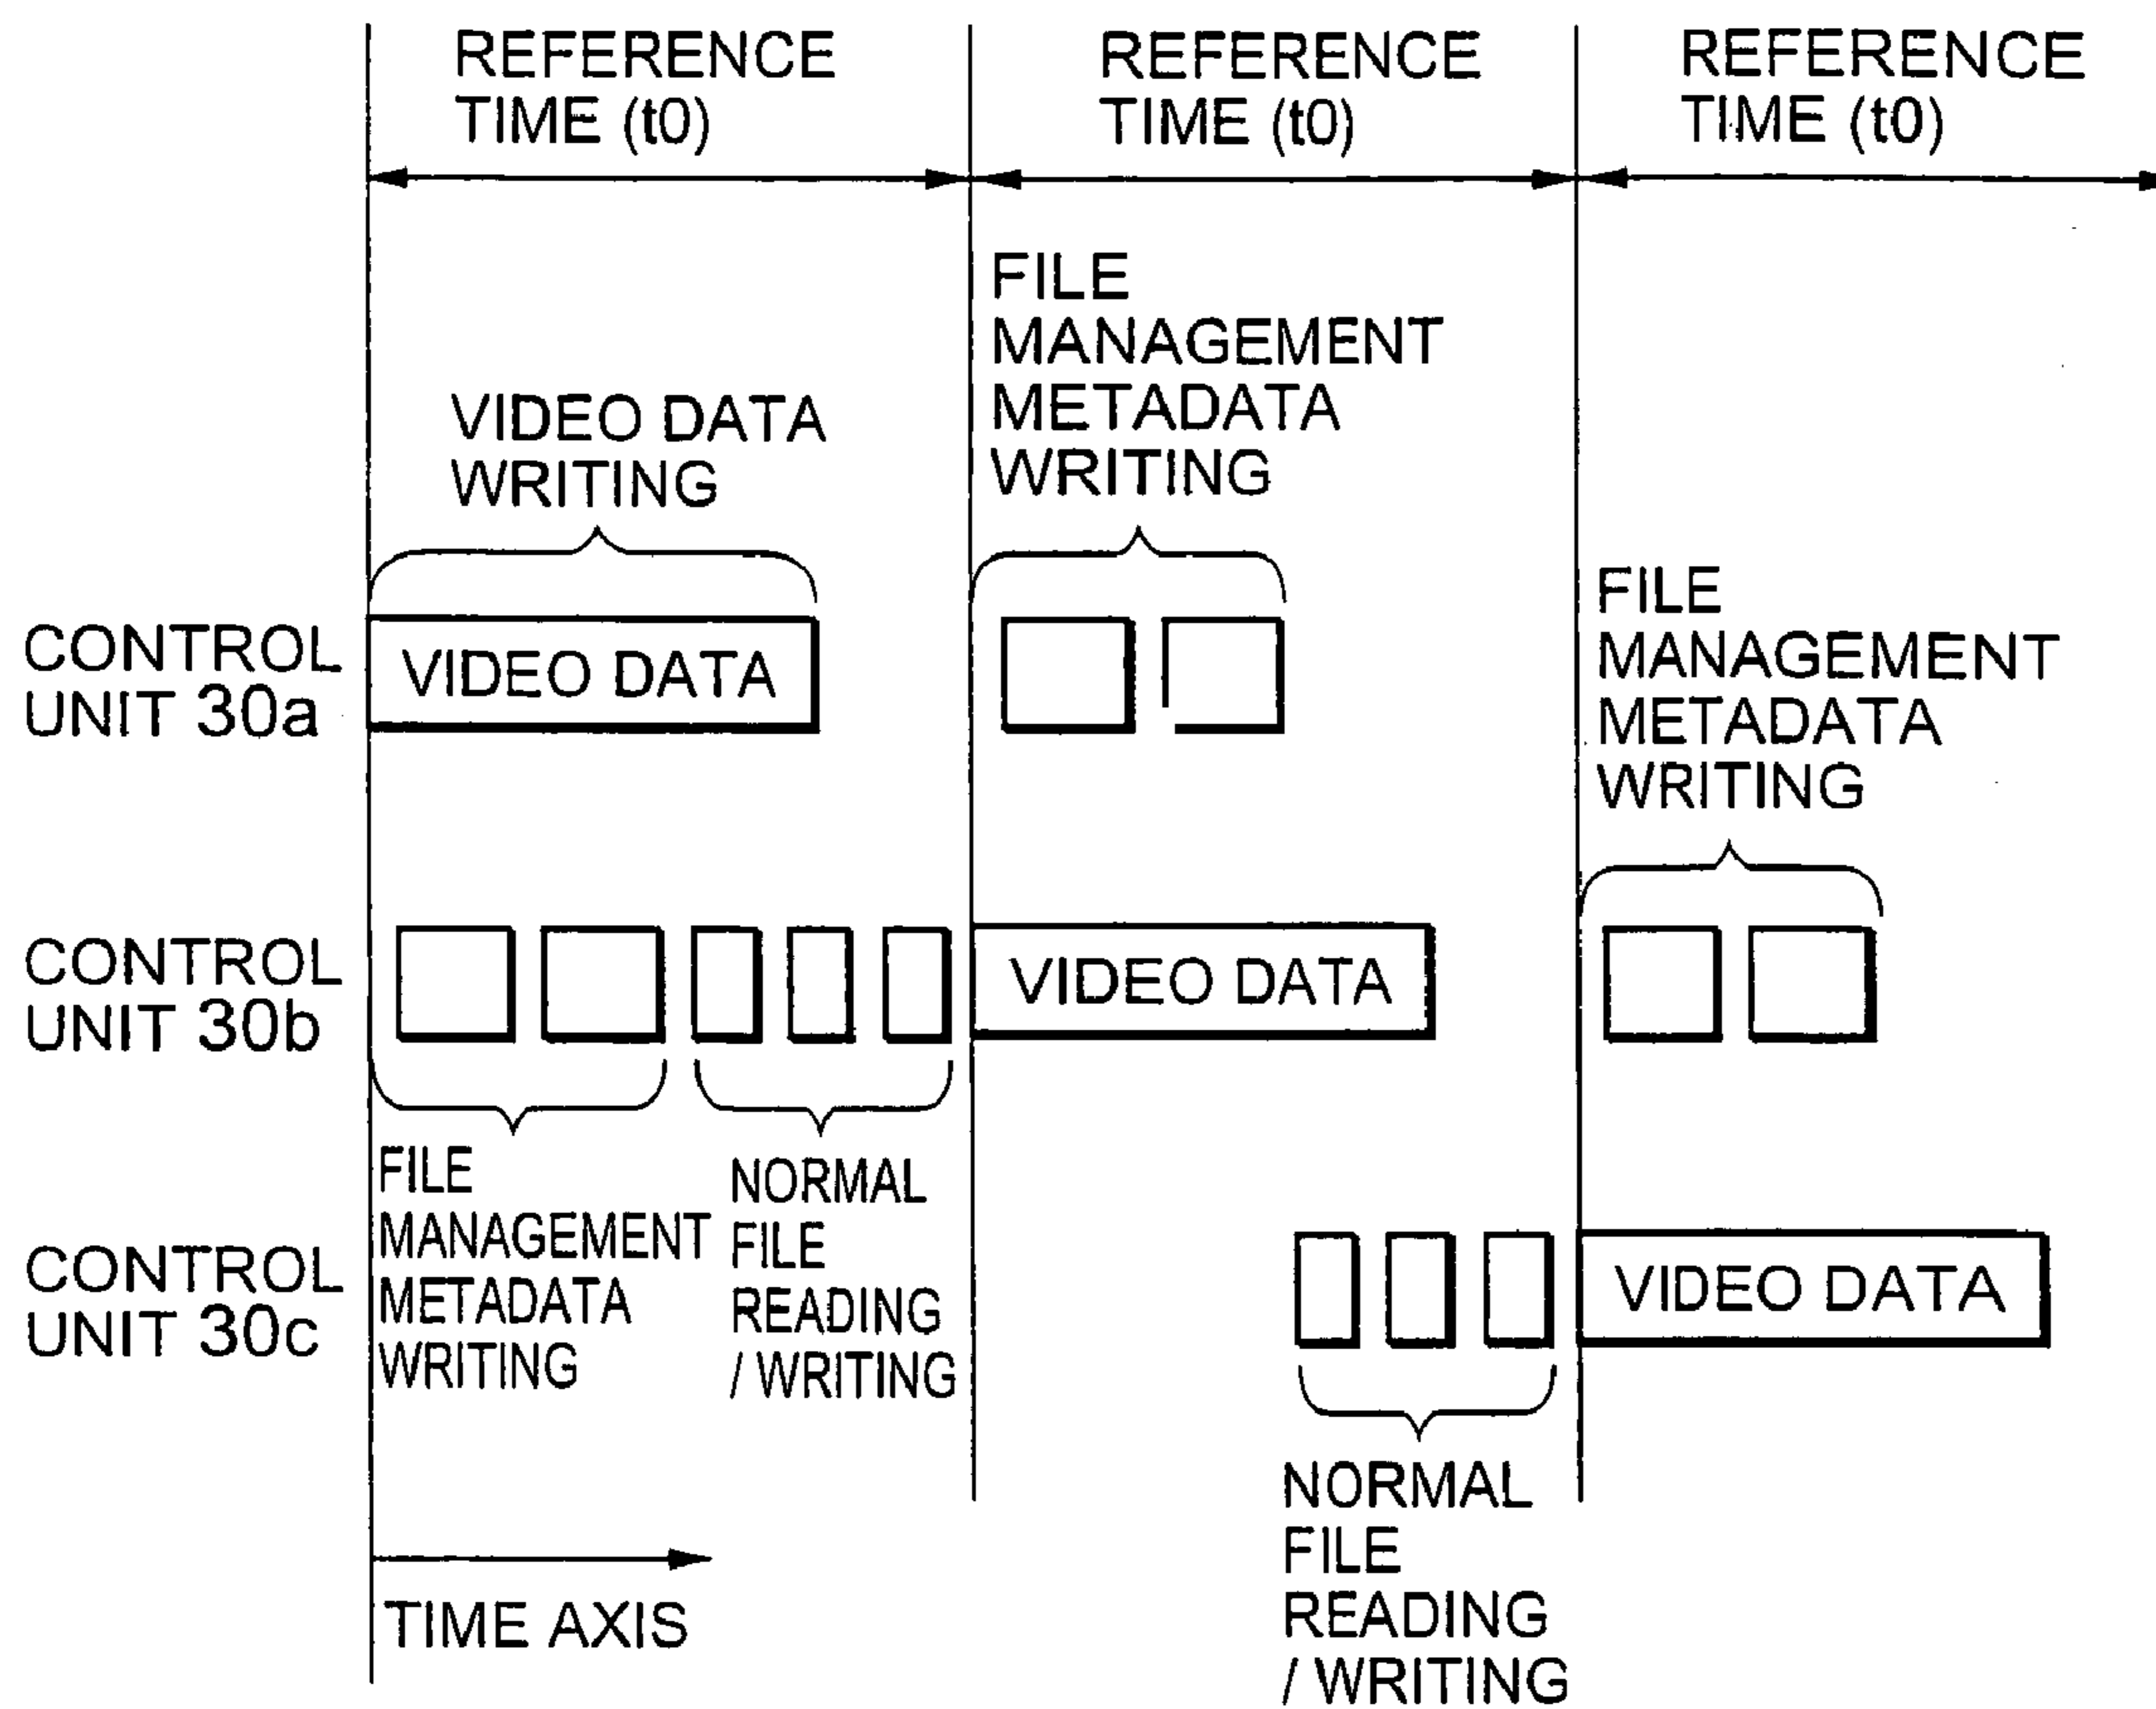 REFERENCE
TIME (t0)
REFERENCE
TIME (t0)
REFERENCE
TIME (t0)
FILE
MANAGEMENT
METADATA
WRITING
VIDEO DATA
WRITING
FILE
MANAGEMENT
METADATA
WRITING
CONTROL
UNIT 30a
VIDEO DATA
CONTROL
UNIT 30b
VIDEO DATA
FILE
MANAGEMENT
METADATA
WRITING
NORMAL
FILE
READING
/ WRITING
CONTROL
UNIT 30c
VIDEO DATA
NORMAL
FILE
READING
/ WRITING
TIME AXIS